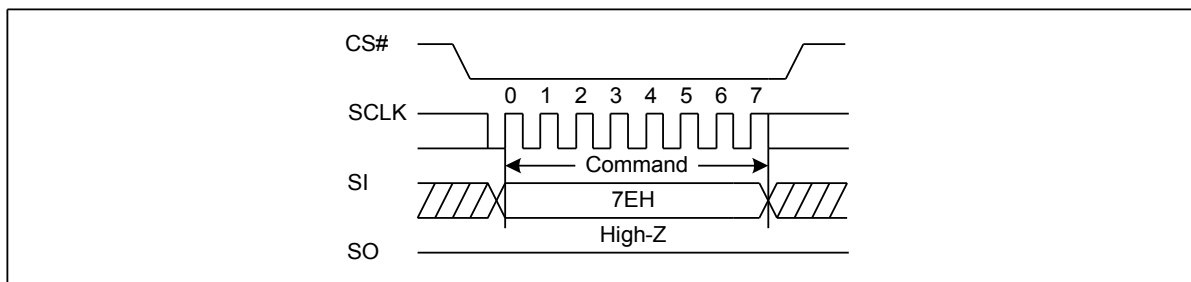 CS#
0 1 2 3 4 5 6 7
SCLK
Command
SI
7EH
High-Z
SO